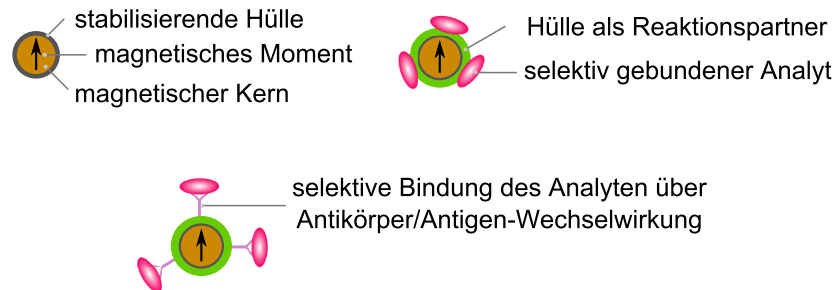 stabilisierende Hülle
magnetisches Moment
magnetischer Kern
Hülle als Reaktionspartner
selektiv gebundener Analyt
selektive Bindung des Analyten über
Antikörper/Antigen-Wechselwirkung